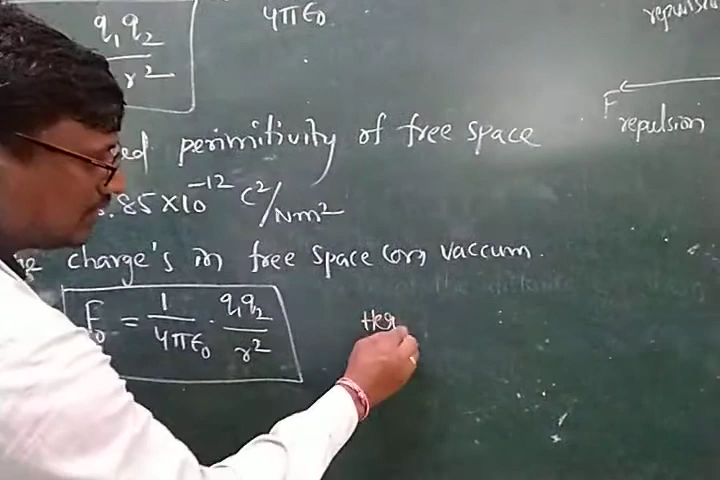 q1q2 / r2
4πε0
repulsion
F
repulsion
perimitivity of free space
.85×10^-12 C2/Nm2
charge's in free space (or) vaccum.
F0 = 1/4πε0 . q1q2/r2
Her